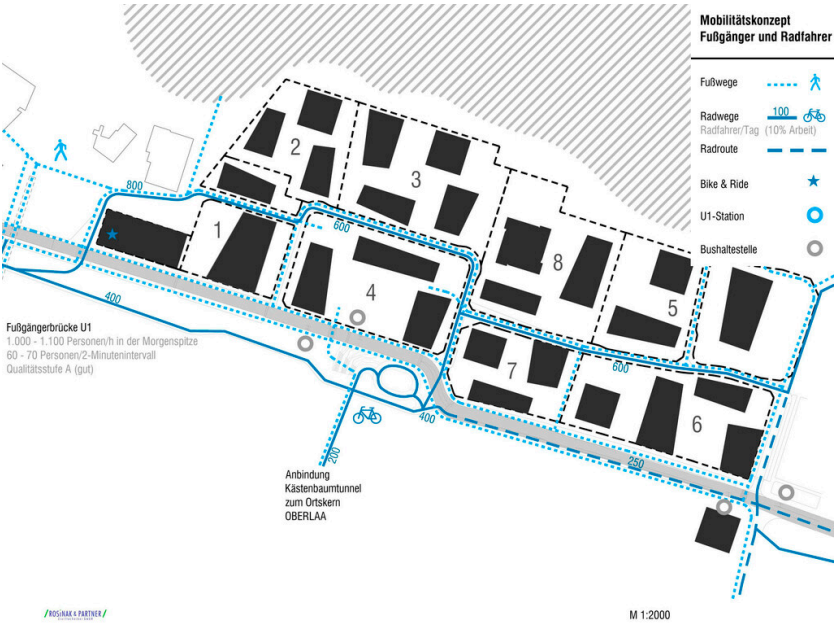 Mobilitätskonzept
Fußgänger und Radfahrer
Fußwege
Radwege 100
Radfahrer/Tag (10% Arbeit)
Radroute
Bike & Ride
U1-Station
Bushaltestelle
2
3
800
1
600
8
4
5
400
Fußgängerbrücke U1
1.000 - 1.100 Personen/h in der Morgenspitze
60 - 70 Personen/2-Minutenintervall
Qualitätsstufe A (gut)
7
600
6
400
200
250
Anbindung
Kästenbaumtunnel
zum Ortskern
OBERLAA
/ROSINAK & PARTNER/
M 1:2000